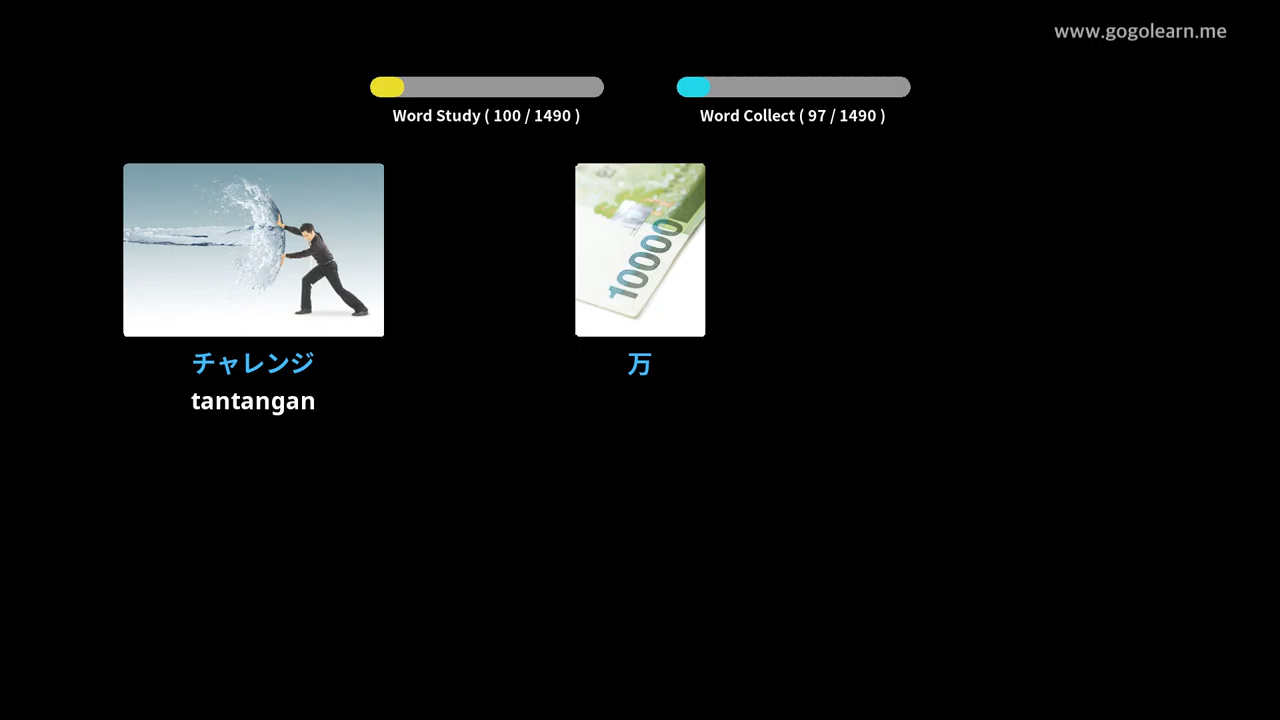 www.gogolearn.me
Word Study ( 100 / 1490 )
Word Collect ( 97 / 1490 )
10000
チャレンジ
万
tantangan